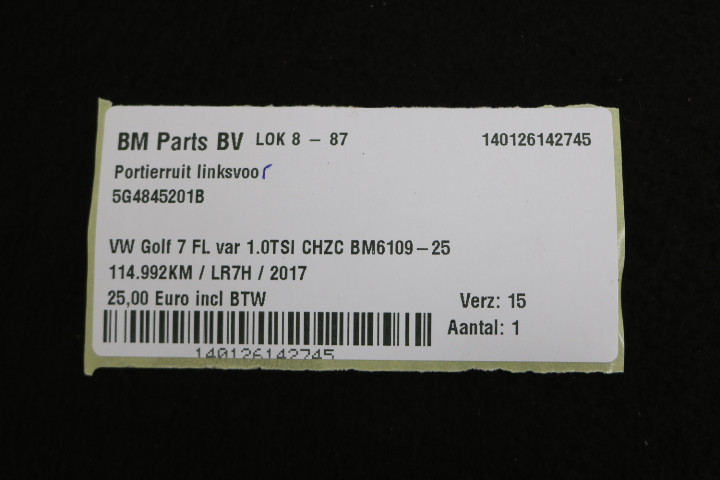 BM Parts BV LOK 8 - 87 140126142745
Portierruit linksvoor
5G4845201B
VW Golf 7 FL var 1.0TSI CHZC BM6109-25
114.992KM / LR7H / 2017
25,00 Euro incl BTW Verz: 15
Aantal: 1
140126142745